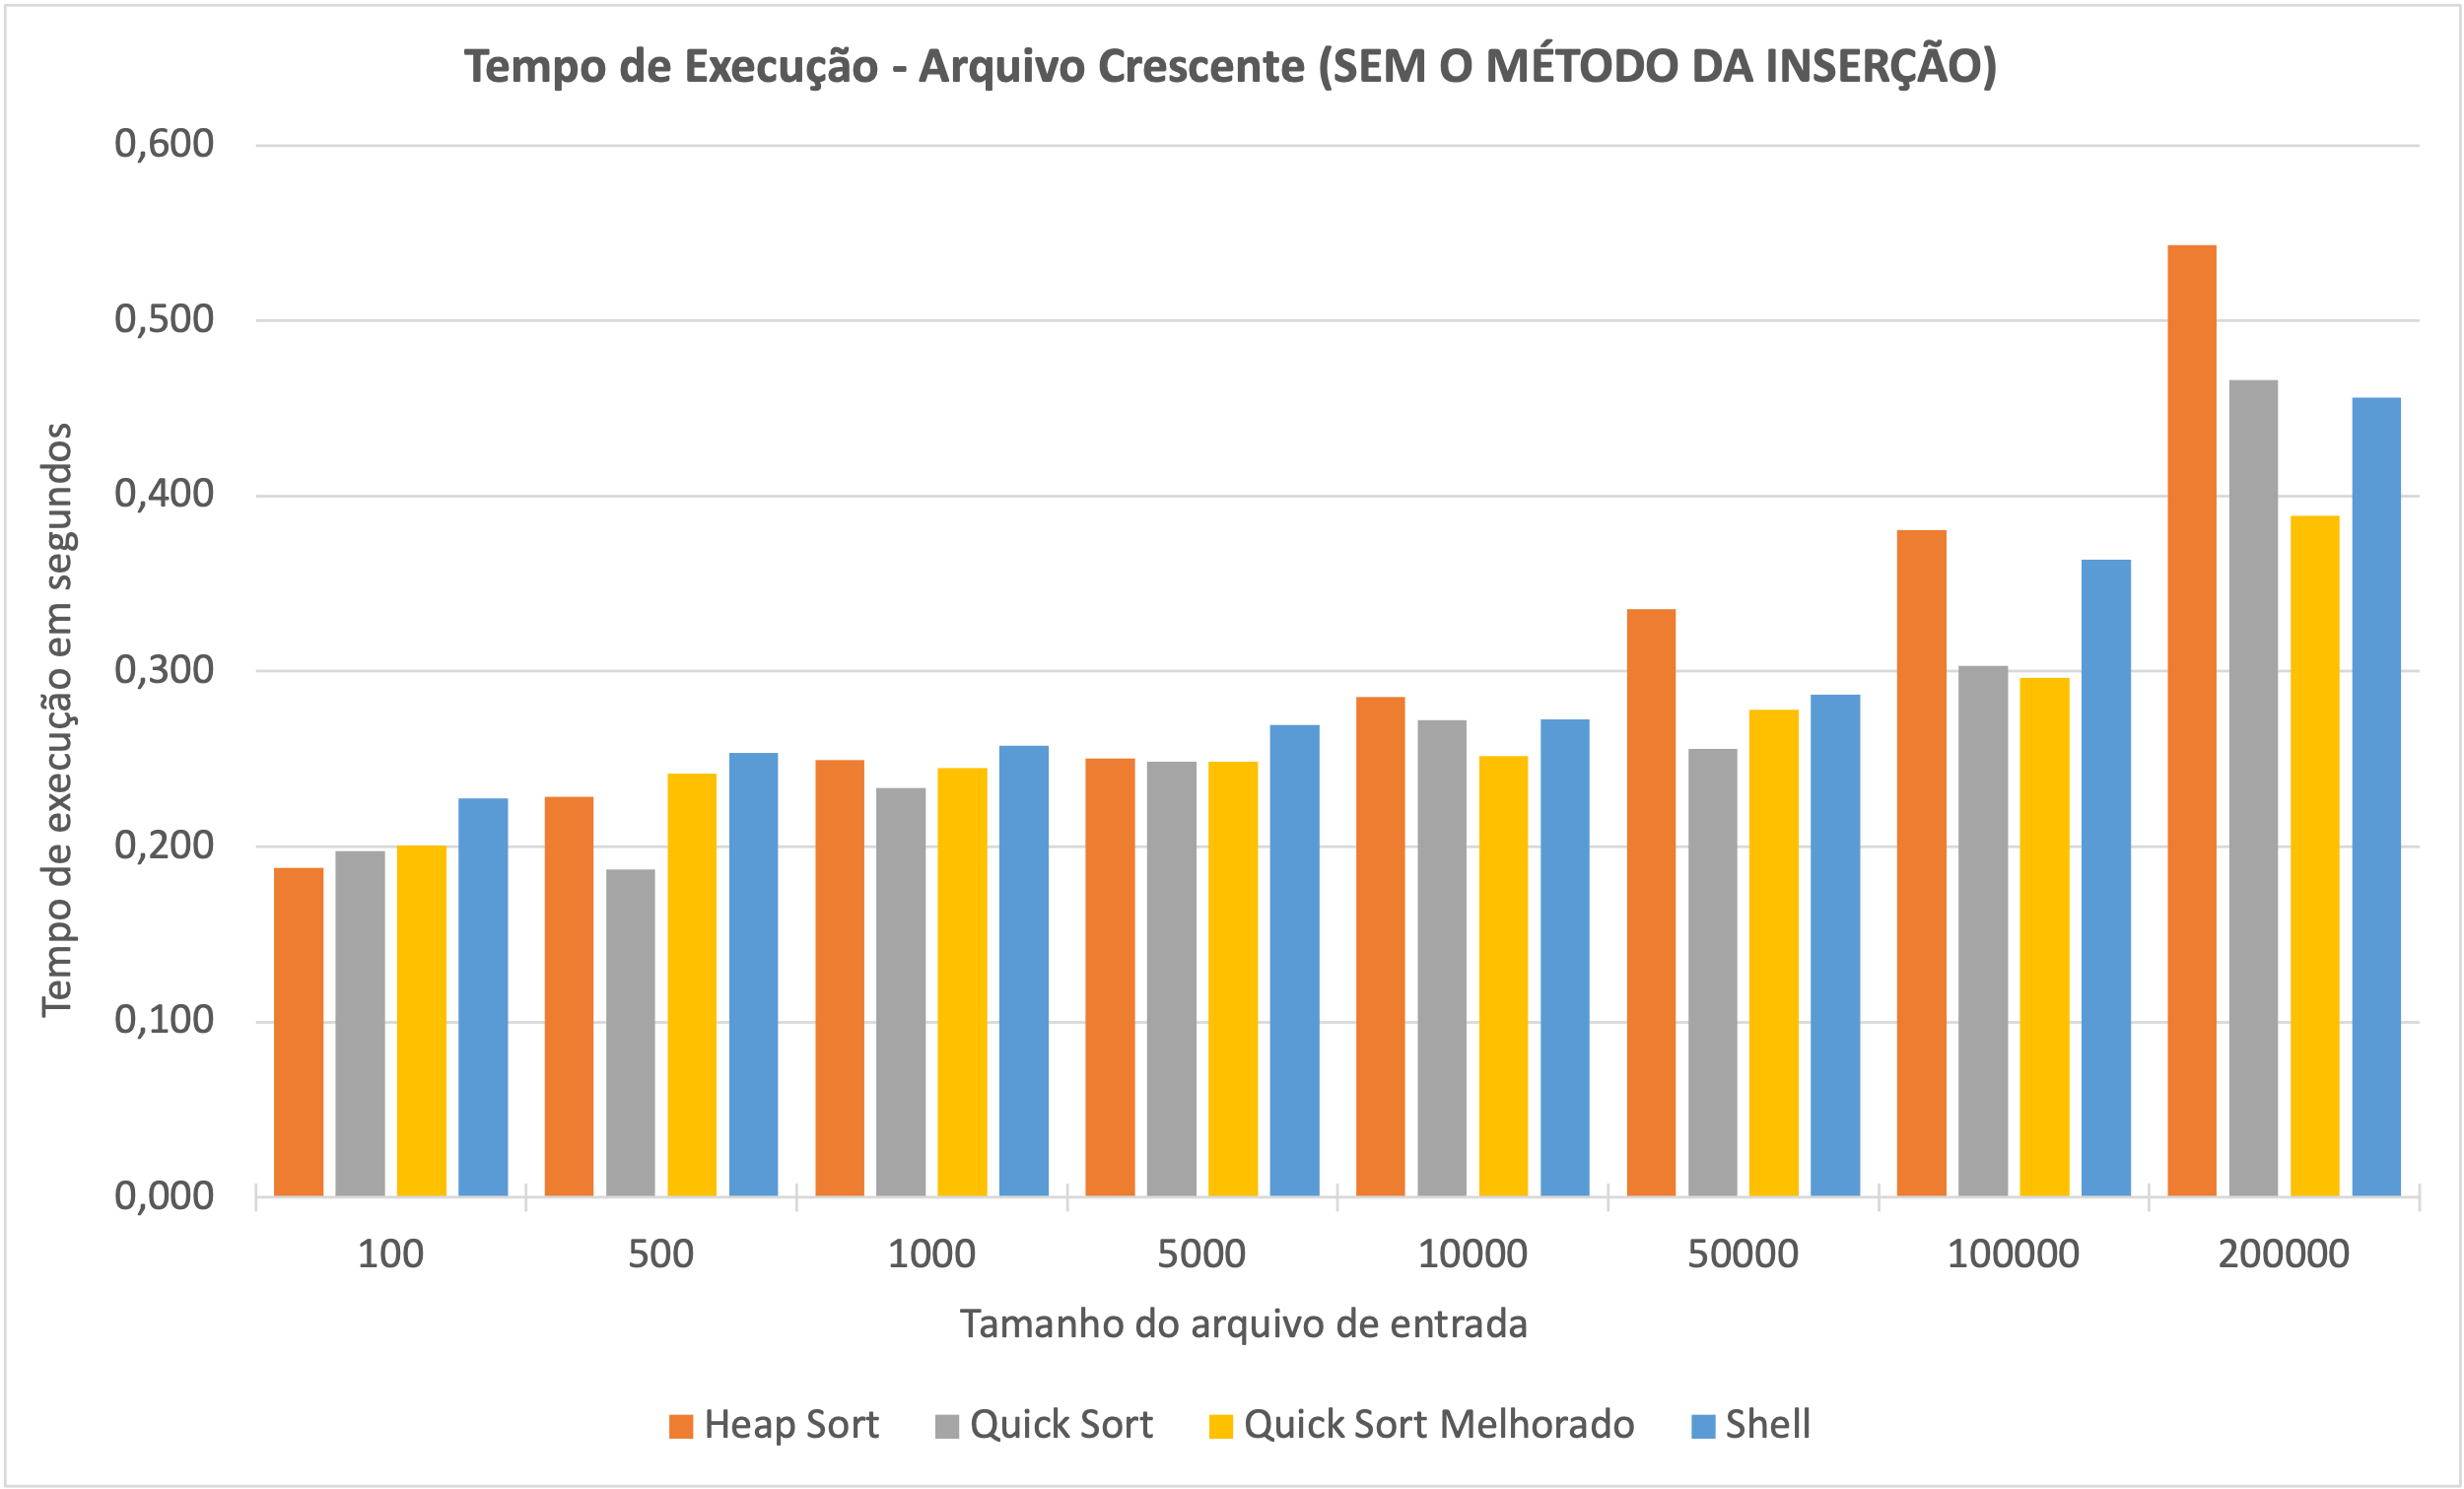 Tempo de Execução - Arquivo Crescente (SEM O MÉTODO DA INSERÇÃO)
Tempo de execução em segundos
0,600
0,500
0,400
0,300
0,200
0,100
0,000
100 500 1000 5000 10000 50000 100000 200000
Tamanho do arquivo de entrada
Heap Sort Quick Sort Quick Sort Melhorado Shell